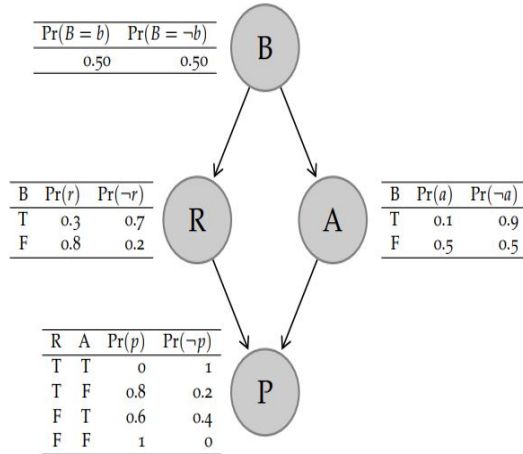 Pr(B = b) Pr(B = ¬b)
0.50 0.50
B
B Pr(r) Pr(¬r)
T 0.3 0.7
F 0.8 0.2
R
A
B Pr(a) Pr(¬a)
T 0.1 0.9
F 0.5 0.5
R A Pr(p) Pr(¬p)
T T 0 1
T F 0.8 0.2
F T 0.6 0.4
F F 1 0
P